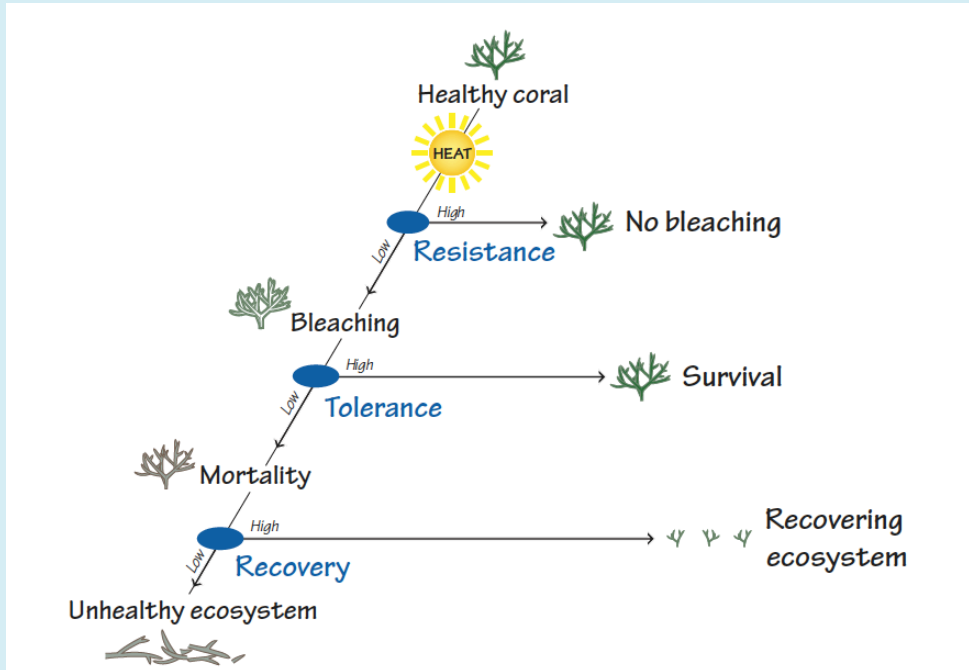 Healthy coral
HEAT
High
No bleaching
Low
Resistance
Bleaching
High
Survival
Low
Tolerance
Mortality
High
Recovering
ecosystem
Low
Recovery
Unhealthy ecosystem